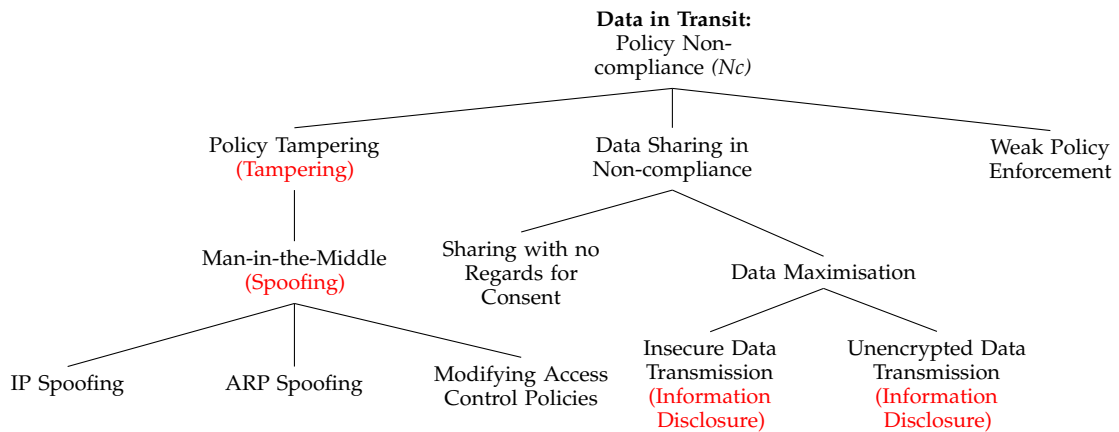 Data in Transit:
Policy Non-
compliance (Nc)
Policy Tampering
(Tampering)
Data Sharing in
Non-compliance
Weak Policy
Enforcement
Man-in-the-Middle
(Spoofing)
Sharing with no
Regards for
Consent
Data Maximisation
IP Spoofing
ARP Spoofing
Modifying Access
Control Policies
Insecure Data
Transmission
(Information
Disclosure)
Unencrypted Data
Transmission
(Information
Disclosure)